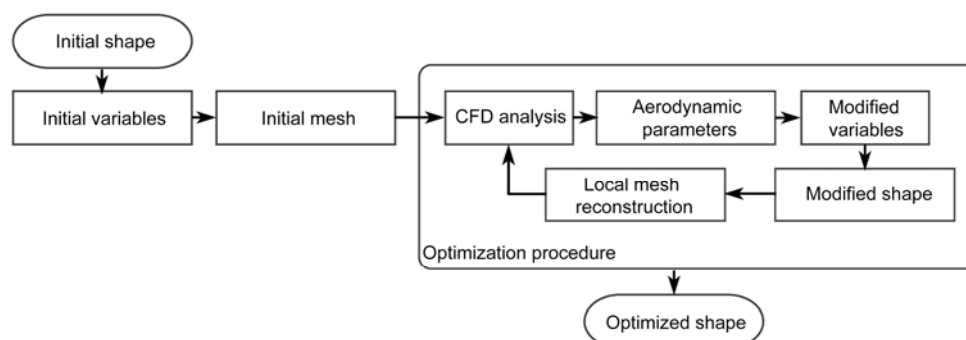 Initial shape
Initial variables
Initial mesh
CFD analysis
Aerodynamic
parameters
Modified
variables
Local mesh
reconstruction
Modified shape
Optimization procedure
Optimized shape